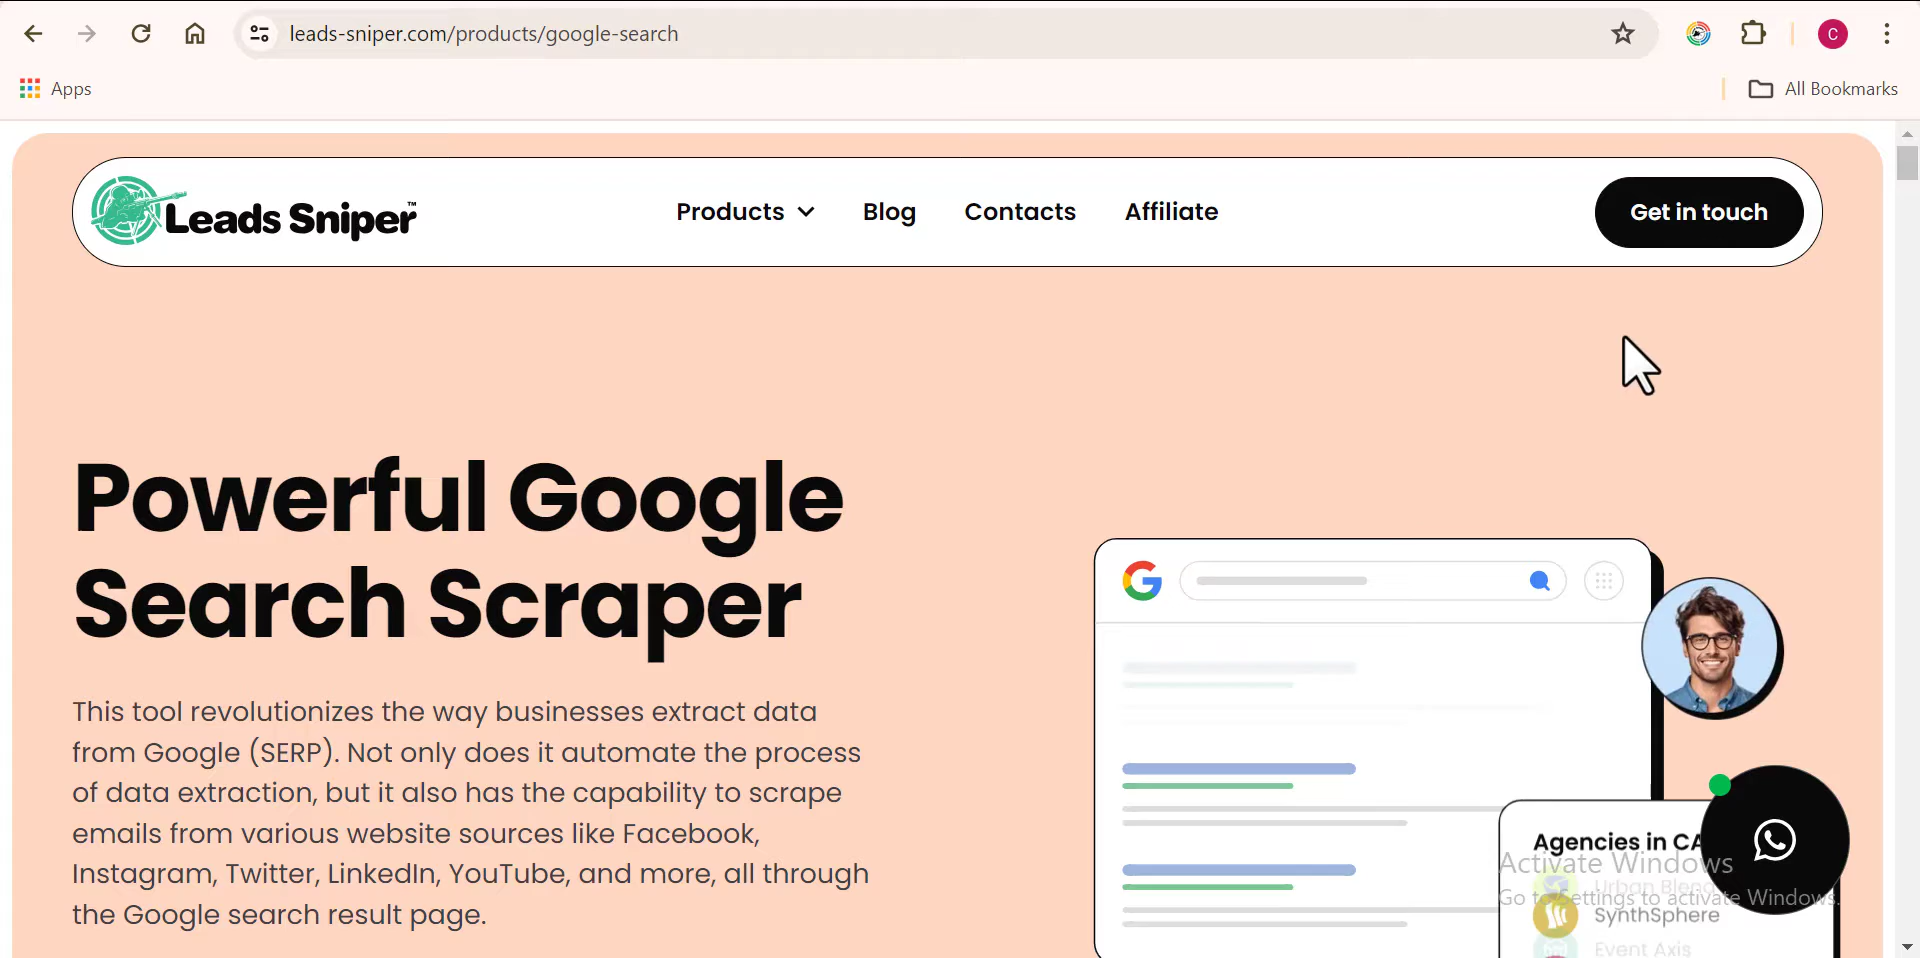 leads-sniper.com/products/google-search
C
Apps
All Bookmarks
Leads Sniper™
Products
Blog
Contacts
Affiliate
Get in touch
Powerful Google
Search Scraper
This tool revolutionizes the way businesses extract data
from Google (SERP). Not only does it automate the process
of data extraction, but it also has the capability to scrape
emails from various website sources like Facebook,
Instagram, Twitter, LinkedIn, YouTube, and more, all through
the Google search result page.
G
Agencies in CA
Activate Windows
Urban Blend
Go to Settings to activate Windows.
SynthSphere
Event Axis